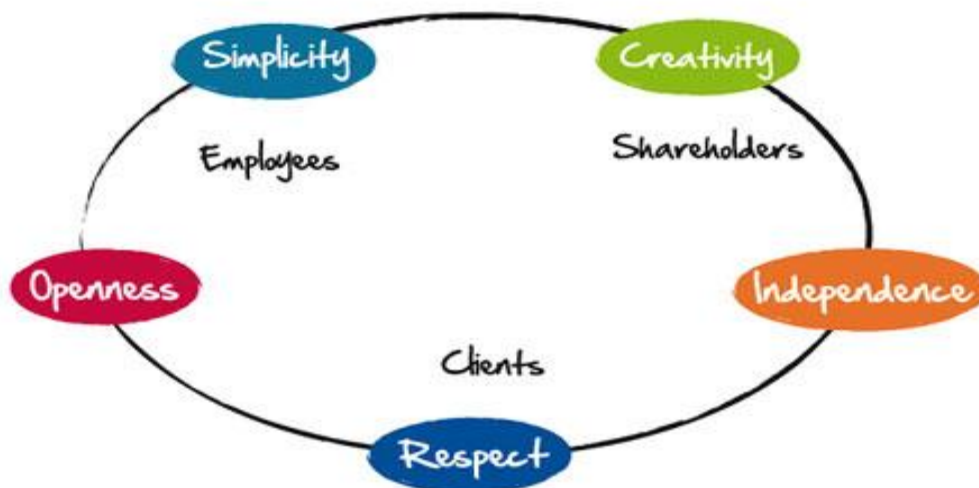 Simplicity
Creativity
Employees
Shareholders
Openness
Independence
Clients
Respect